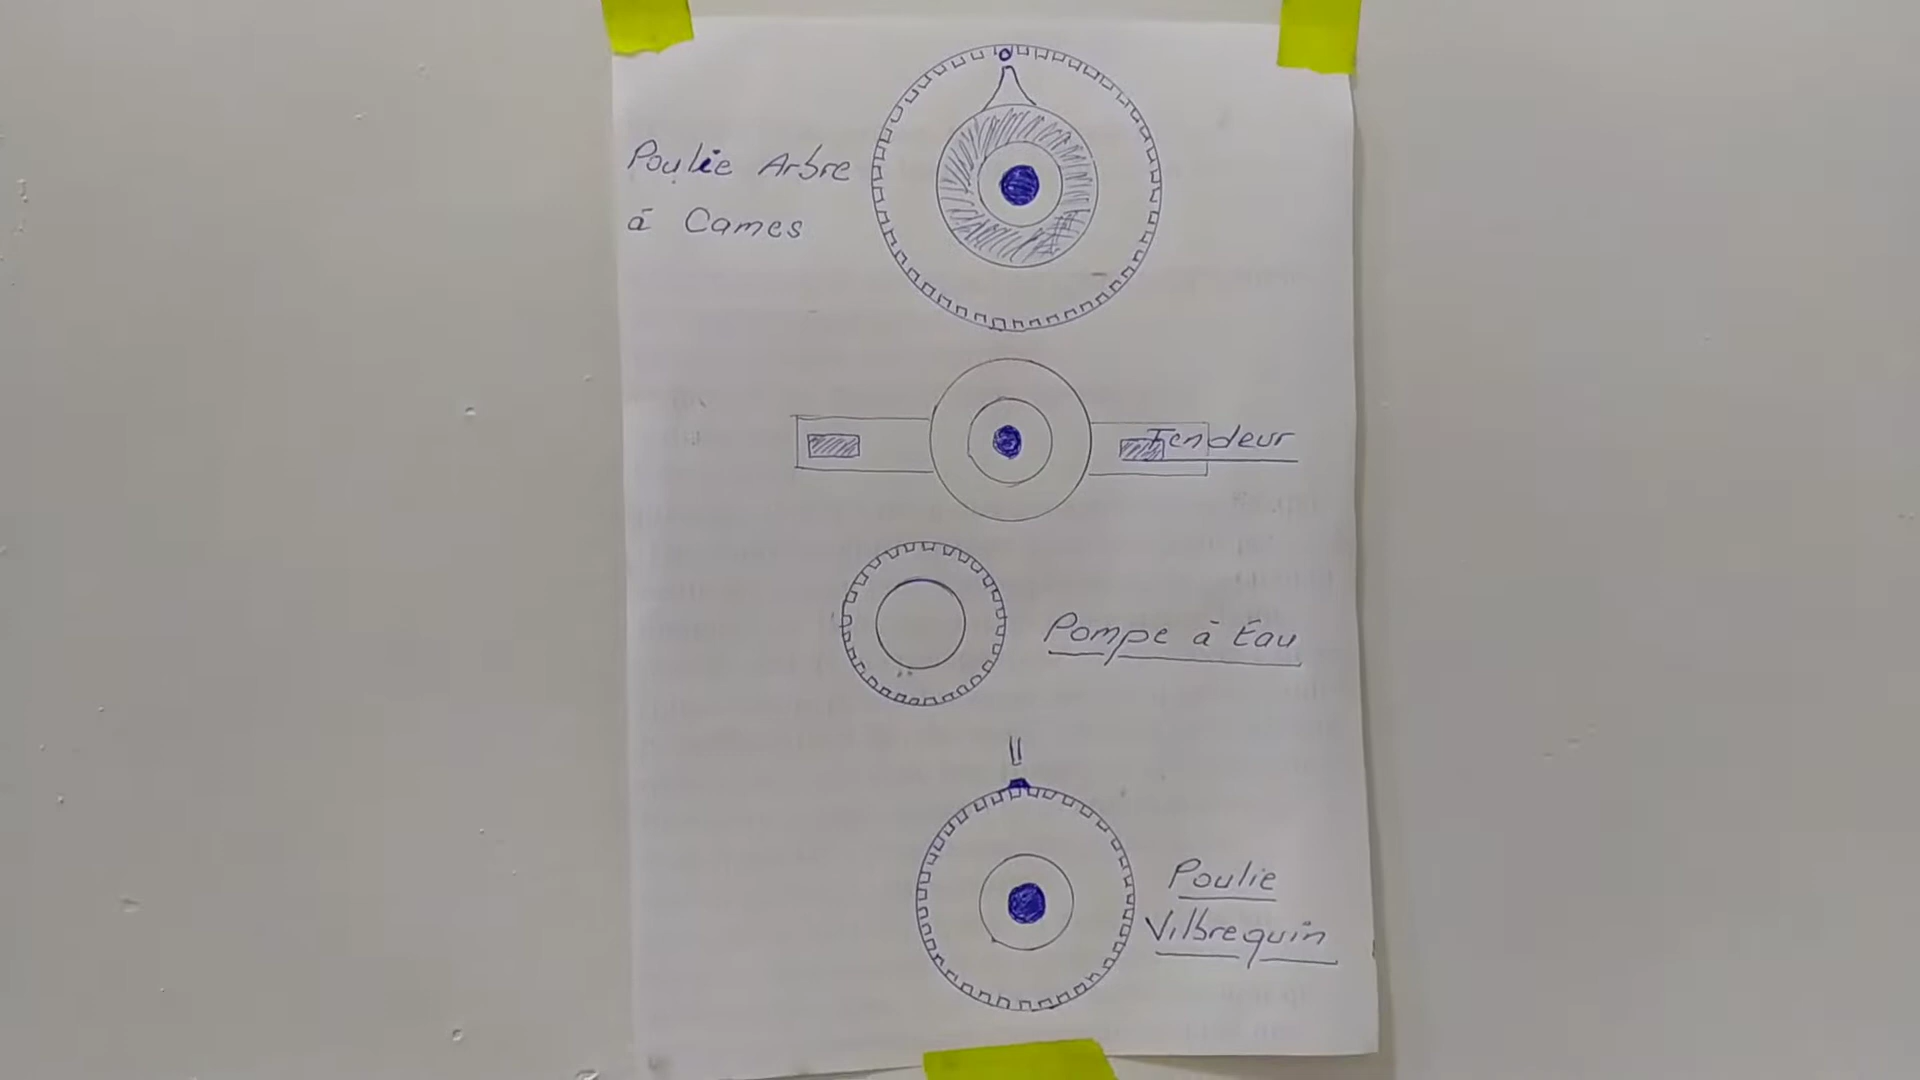 Poulie Arbre
à Cames
Tendeur
Pompe à Eau
Poulie
Vilbrequin